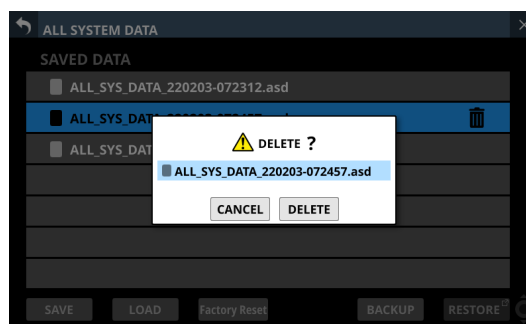 ALL SYSTEM DATA
SAVED DATA
ALL_SYS_DATA_220203-072312.asd
ALL_SYS_DAT
ALL_SYS_DAT
DELETE ?
ALL_SYS_DATA_220203-072457.asd
CANCEL DELETE
SAVE LOAD Factory Reset BACKUP RESTORE